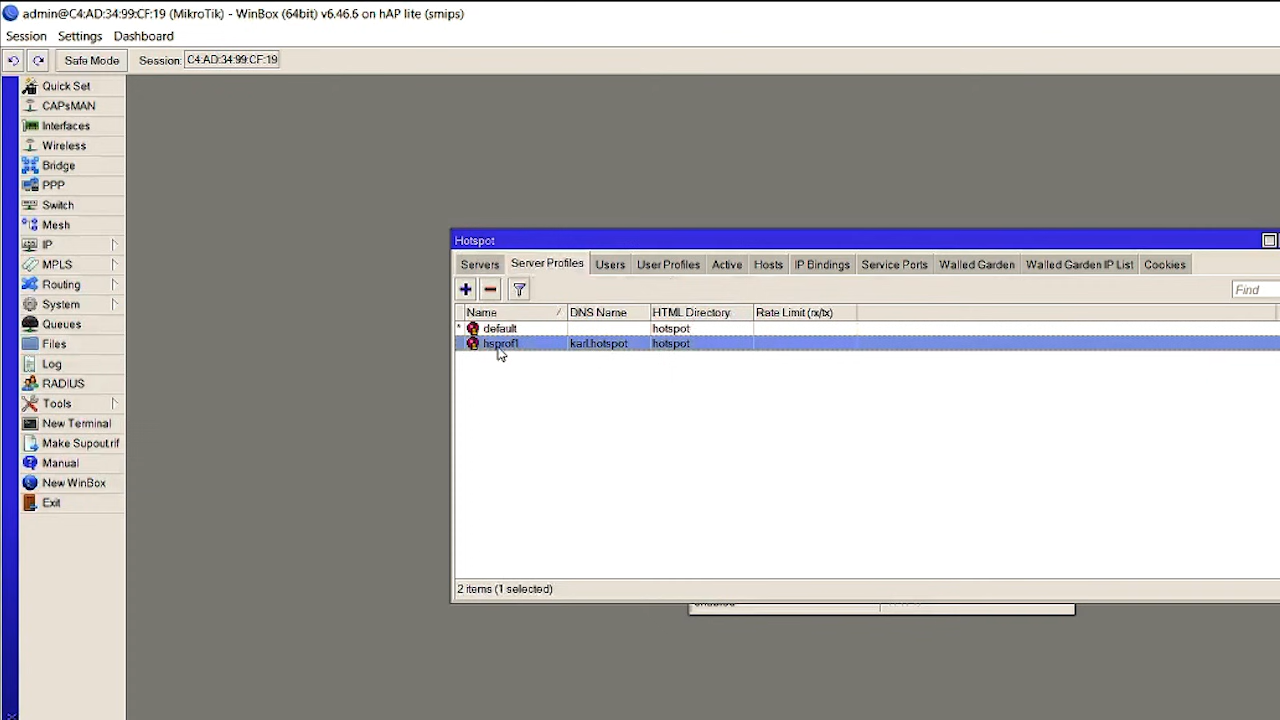 admin@C4:AD:34:99:CF:19 (MikroTik) - WinBox (64bit) v6.46.6 on hAP lite (smips)
Session Settings Dashboard
Safe Mode Session: C4:AD:34:99:CF:19
Quick Set
CAPsMAN
Interfaces
Wireless
Bridge
PPP
Switch
Mesh
IP
MPLS
Routing
System
Queues
Files
Log
RADIUS
Tools
New Terminal
Make Supout.rif
Manual
New WinBox
Exit
Hotspot
Servers Server Profiles Users User Profiles Active Hosts IP Bindings Service Ports Walled Garden Walled Garden IP List Cookies
Find
Name DNS Name HTML Directory Rate Limit (rx/tx)
* default hotspot
hsprof1 karl.hotspot hotspot
2 items (1 selected)